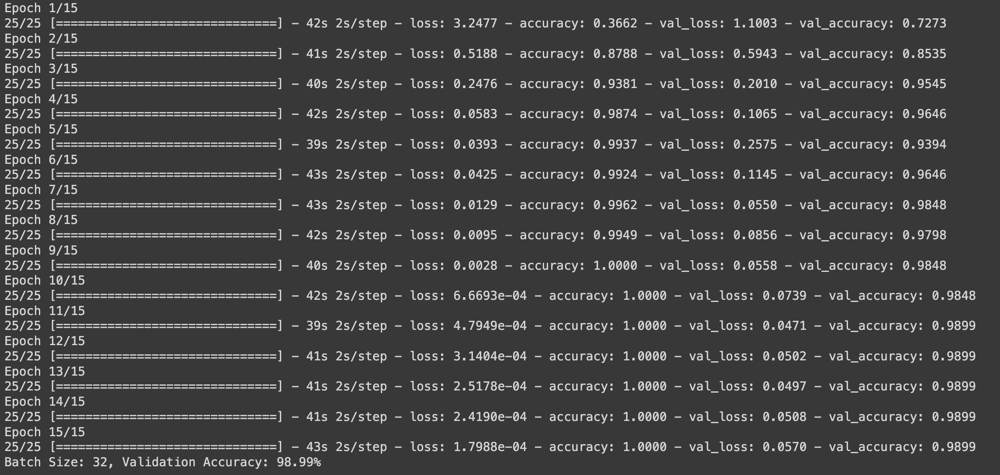 Epoch 1/15
25/25 [==============================] - 42s 2s/step - loss: 3.2477 - accuracy: 0.3662 - val_loss: 1.1003 - val_accuracy: 0.7273
Epoch 2/15
25/25 [==============================] - 41s 2s/step - loss: 0.5188 - accuracy: 0.8788 - val_loss: 0.5943 - val_accuracy: 0.8535
Epoch 3/15
25/25 [==============================] - 40s 2s/step - loss: 0.2476 - accuracy: 0.9381 - val_loss: 0.2010 - val_accuracy: 0.9545
Epoch 4/15
25/25 [==============================] - 42s 2s/step - loss: 0.0583 - accuracy: 0.9874 - val_loss: 0.1065 - val_accuracy: 0.9646
Epoch 5/15
25/25 [==============================] - 39s 2s/step - loss: 0.0393 - accuracy: 0.9937 - val_loss: 0.2575 - val_accuracy: 0.9394
Epoch 6/15
25/25 [==============================] - 43s 2s/step - loss: 0.0425 - accuracy: 0.9924 - val_loss: 0.1145 - val_accuracy: 0.9646
Epoch 7/15
25/25 [==============================] - 43s 2s/step - loss: 0.0129 - accuracy: 0.9962 - val_loss: 0.0550 - val_accuracy: 0.9848
Epoch 8/15
25/25 [==============================] - 42s 2s/step - loss: 0.0095 - accuracy: 0.9949 - val_loss: 0.0856 - val_accuracy: 0.9798
Epoch 9/15
25/25 [==============================] - 40s 2s/step - loss: 0.0028 - accuracy: 1.0000 - val_loss: 0.0558 - val_accuracy: 0.9848
Epoch 10/15
25/25 [==============================] - 42s 2s/step - loss: 6.6693e-04 - accuracy: 1.0000 - val_loss: 0.0739 - val_accuracy: 0.9848
Epoch 11/15
25/25 [==============================] - 39s 2s/step - loss: 4.7949e-04 - accuracy: 1.0000 - val_loss: 0.0471 - val_accuracy: 0.9899
Epoch 12/15
25/25 [==============================] - 41s 2s/step - loss: 3.1404e-04 - accuracy: 1.0000 - val_loss: 0.0502 - val_accuracy: 0.9899
Epoch 13/15
25/25 [==============================] - 41s 2s/step - loss: 2.5178e-04 - accuracy: 1.0000 - val_loss: 0.0497 - val_accuracy: 0.9899
Epoch 14/15
25/25 [==============================] - 41s 2s/step - loss: 2.4190e-04 - accuracy: 1.0000 - val_loss: 0.0508 - val_accuracy: 0.9899
Epoch 15/15
25/25 [==============================] - 43s 2s/step - loss: 1.7988e-04 - accuracy: 1.0000 - val_loss: 0.0570 - val_accuracy: 0.9899
Batch Size: 32, Validation Accuracy: 98.99%